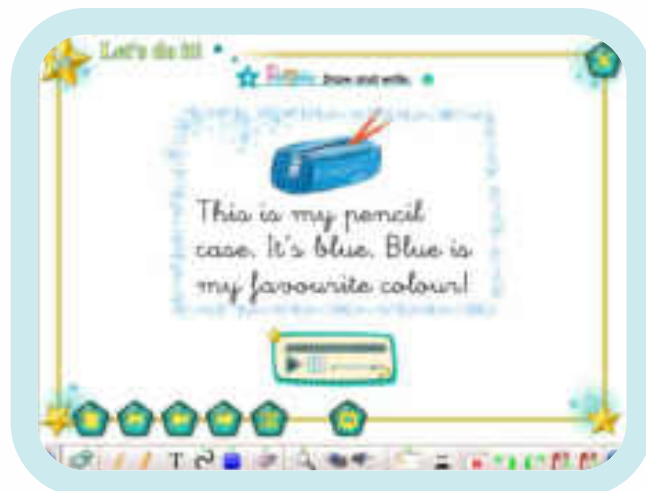 Let's do it!
Draw and write.
This is my pencil
case. It's blue. Blue is
my favourite colour!
T